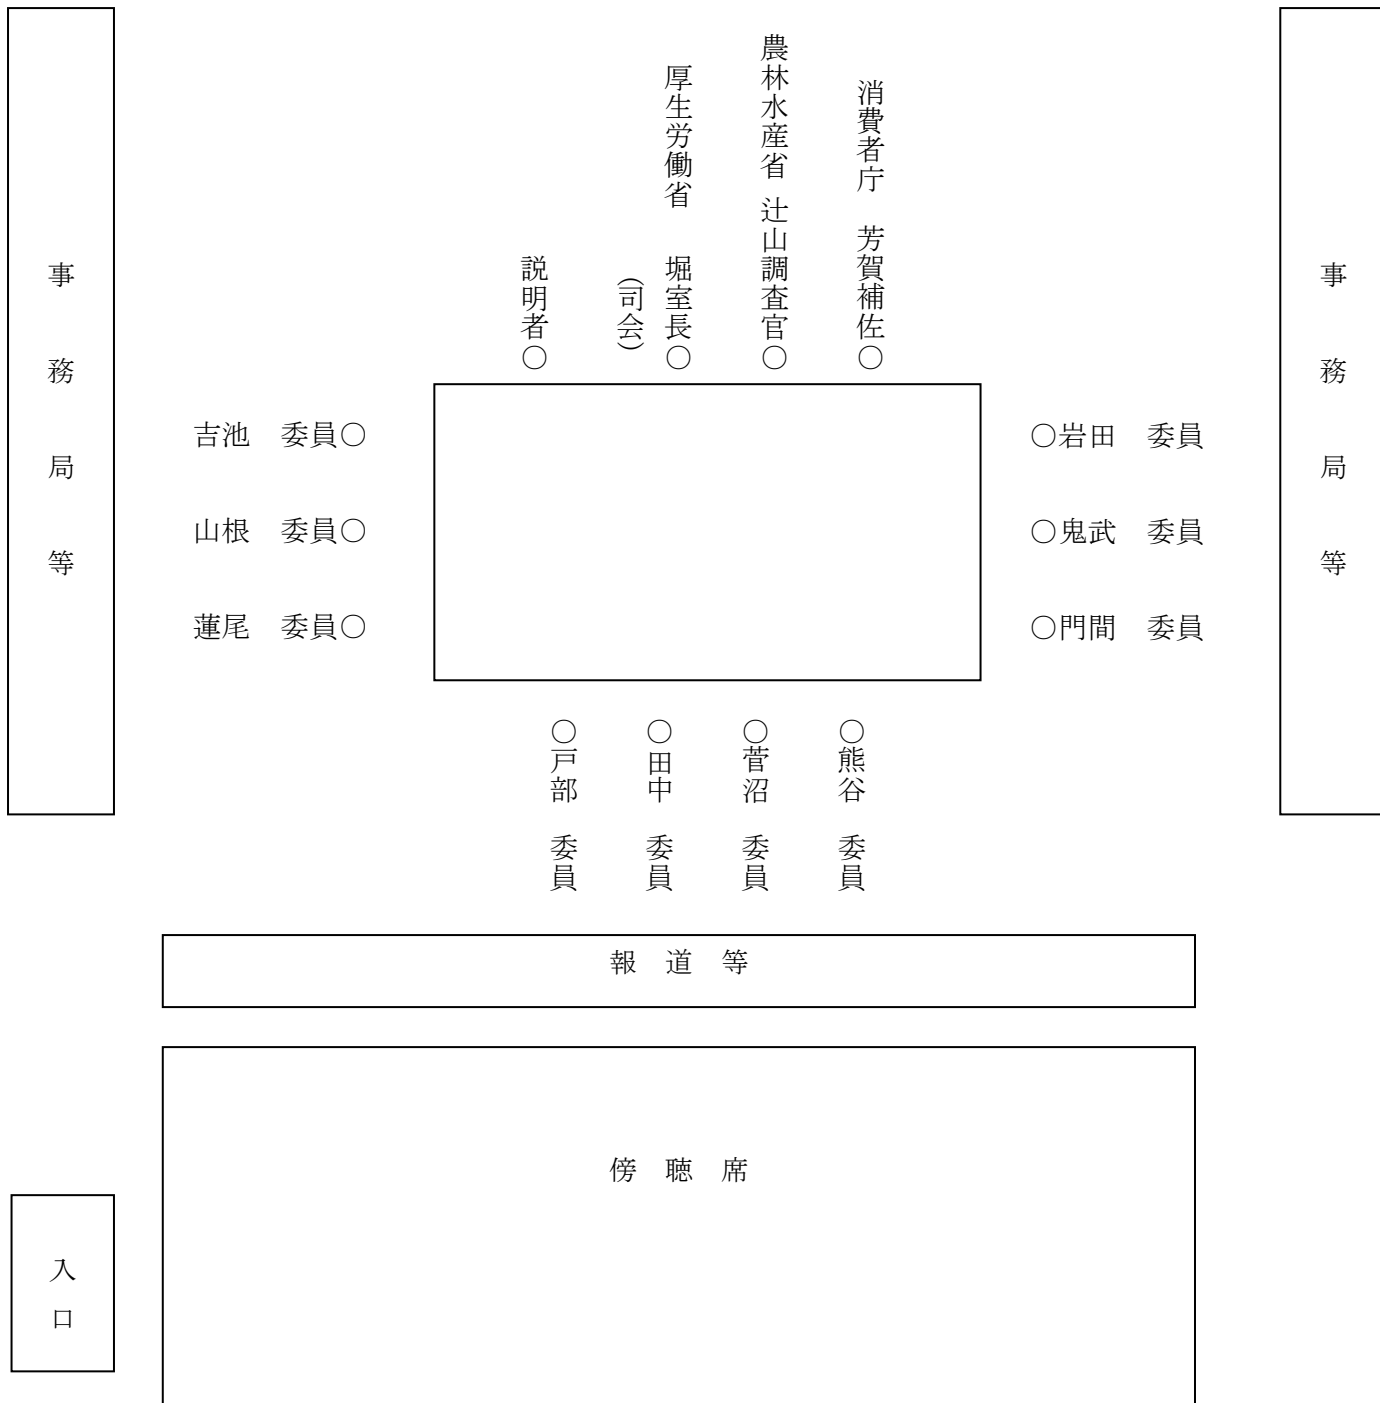 消費者庁　芳賀補佐○
農林水産省 辻山調査官○
厚生労働省　堀室長○
（司会）
説明者○
事務局等
事務局等
吉池　委員○
山根　委員○
蓮尾　委員○
○岩田　委員
○鬼武　委員
○門間　委員
○熊谷　委員
○菅沼　委員
○田中　委員
○戸部　委員
報　道　等
傍　聴　席
入口